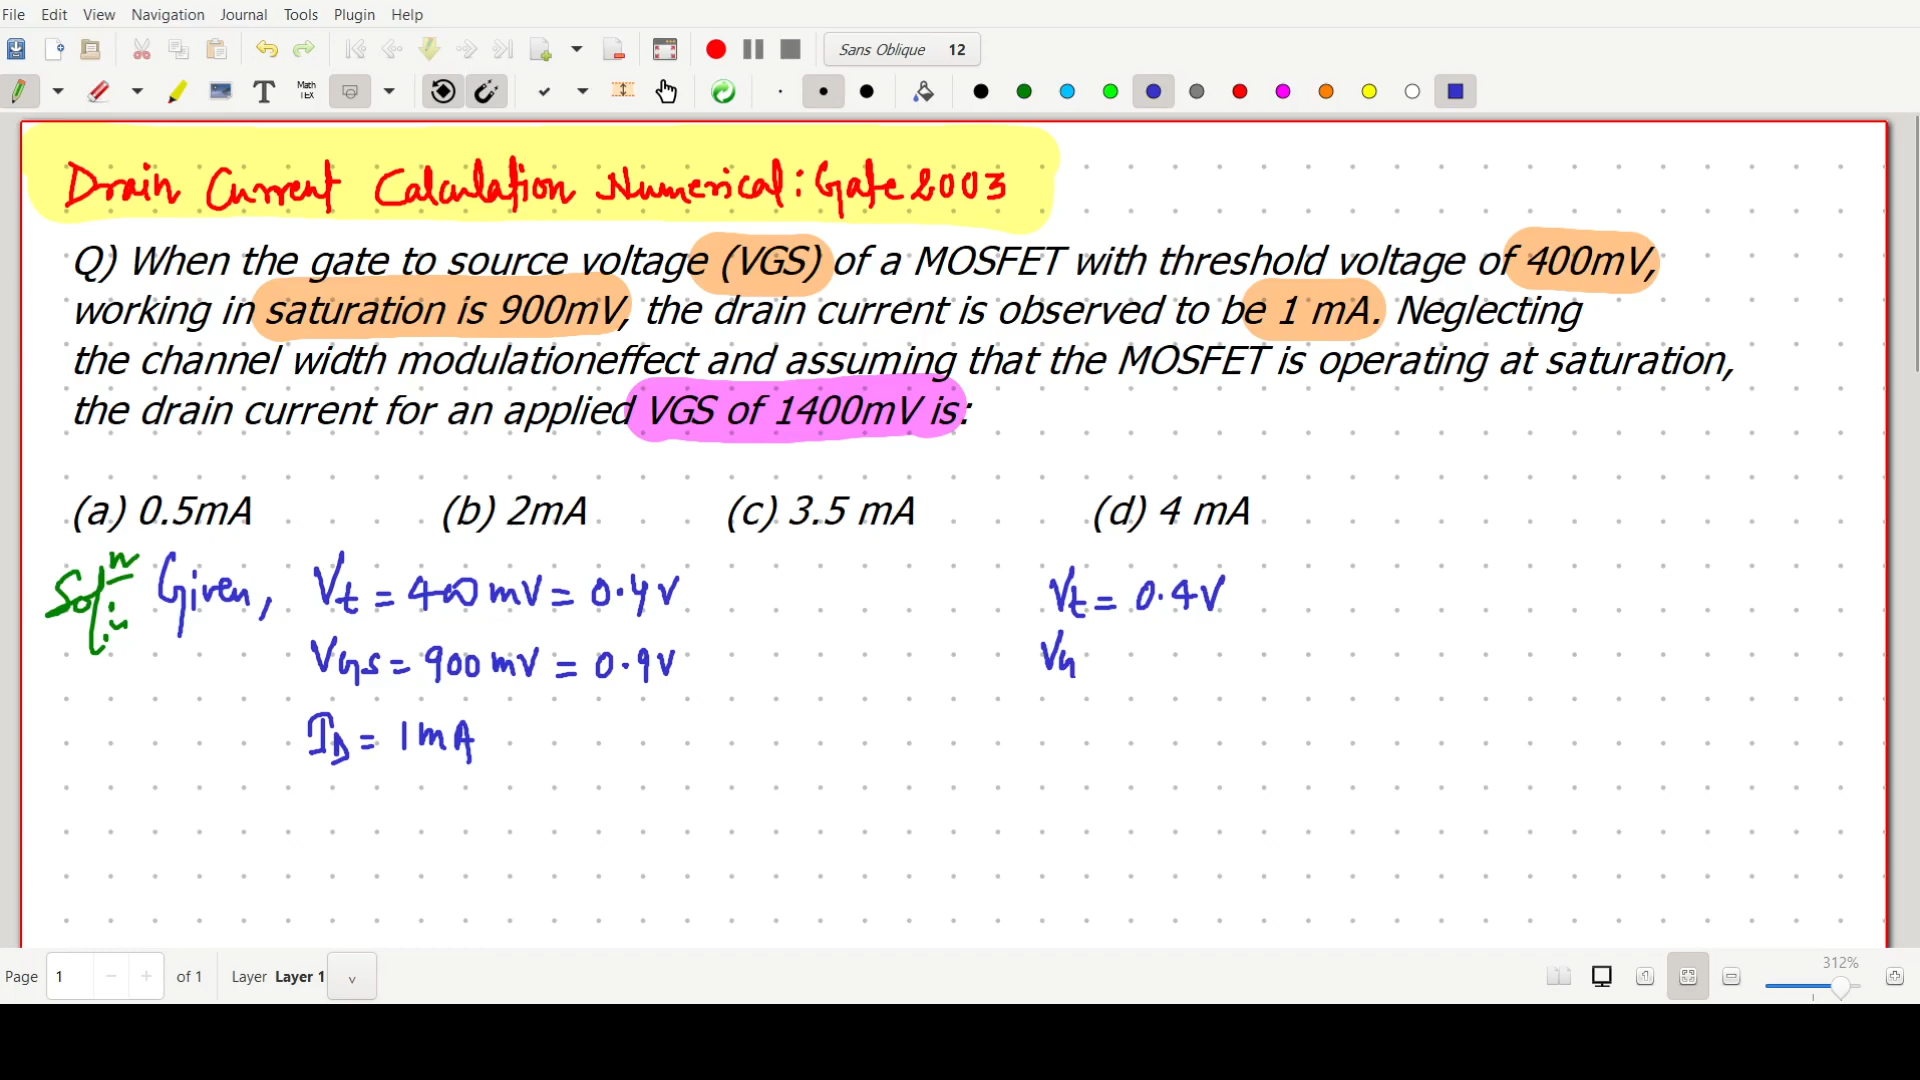 File Edit View Navigation Journal Tools Plugin Help
Sans Oblique 12
T Math TEX
Drain Current Calculation Numerical: Gate 2003
Q) When the gate to source voltage (VGS) of a MOSFET with threshold voltage of 400mV,
working in saturation is 900mV, the drain current is observed to be 1 mA. Neglecting
the channel width modulationeffect and assuming that the MOSFET is operating at saturation,
the drain current for an applied VGS of 1400mV is:
(a) 0.5mA (b) 2mA (c) 3.5 mA (d) 4 mA
Solⁿ Given, Vt = 400 mV = 0.4 V Vt = 0.4V
VGS = 900 mV = 0.9 V VG
ID = 1 mA
Page 1 of 1 Layer Layer 1 312%